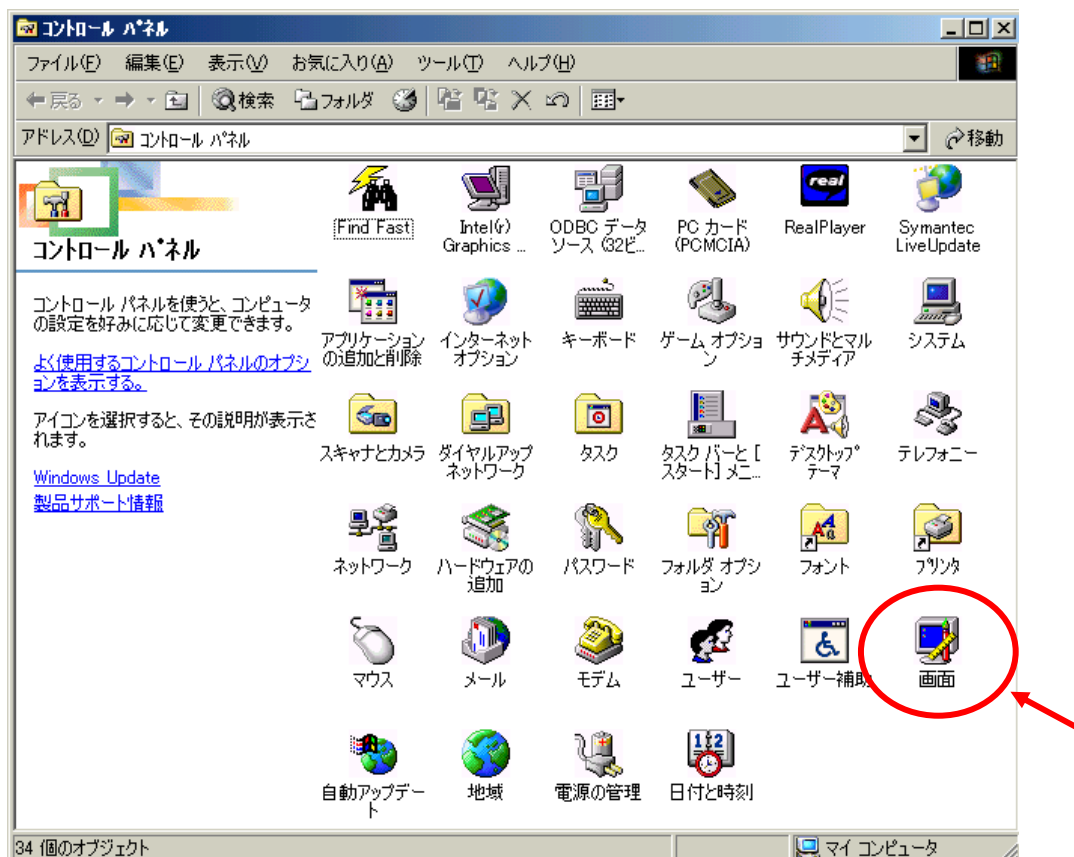 コントロール パネル
ファイル(F) 編集(E) 表示(V) お気に入り(A) ツール(T) ヘルプ(H)
戻る 検索 フォルダ
アドレス(D) コントロール パネル 移動
コントロール パネル
コントロール パネルを使うと、コンピュータ
の設定を好みに応じて変更できます。
よく使用するコントロール パネルのオプシ
ョンを表示する。
アイコンを選択すると、その説明が表示さ
れます。
Windows Update
製品サポート情報
Find Fast
Intel(r)
Graphics ...
ODBC データ
ソース (32ビ...
PC カード
(PCMCIA)
real
RealPlayer
Symantec
LiveUpdate
アプリケーション
の追加と削除
インターネット
オプション
キーボード
ゲーム オプショ
ン
サウンドとマル
チメディア
システム
スキャナとカメラ
ダイヤルアップ
ネットワーク
タスク
タスク バーと [
スタート] メニ...
デスクトップ
テーマ
テレフォニー
ネットワーク
ハードウェアの
追加
パスワード
フォルダ オプシ
ョン
フォント
プリンタ
マウス
メール
モデム
ユーザー
ユーザー補助
画面
自動アップデー
ト
地域
電源の管理
日付と時刻
34 個のオブジェクト
マイ コンピュータ